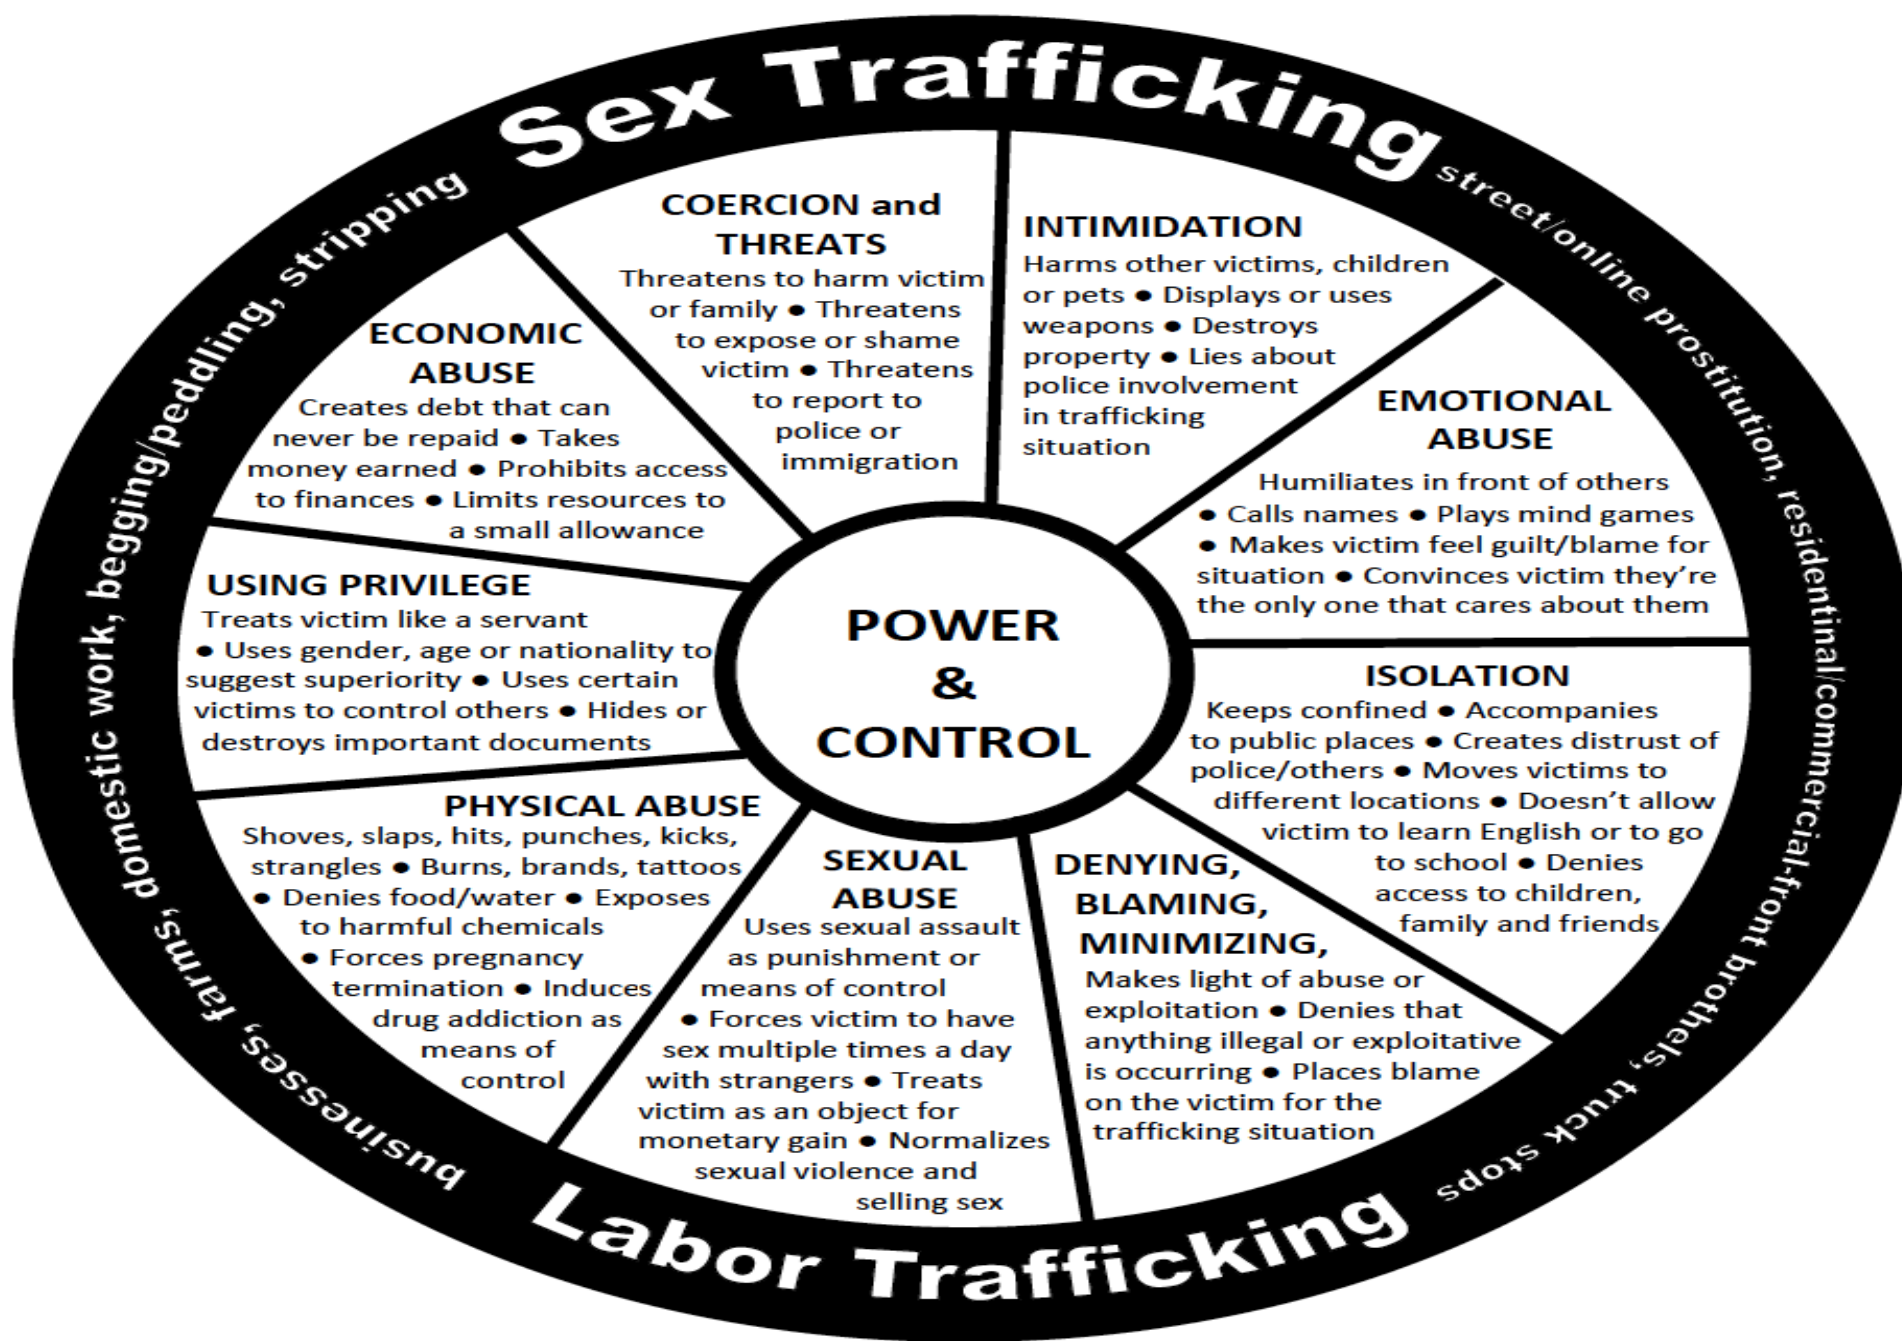 Sex Trafficking
street/online prostitution, residentinal/commercial-front brothels, truck stops
COERCION and
THREATS
Threatens to harm victim
or family ● Threatens
to expose or shame
victim ● Threatens
to report to
police or
immigration
INTIMIDATION
Harms other victims, children
or pets ● Displays or uses
weapons ● Destroys
property ● Lies about
police involvement
in trafficking
situation
EMOTIONAL
ABUSE
Humiliates in front of others
● Calls names ● Plays mind games
● Makes victim feel guilt/blame for
situation ● Convinces victim they’re
the only one that cares about them
ISOLATION
Keeps confined ● Accompanies
to public places ● Creates distrust of
police/others ● Moves victims to
different locations ● Doesn’t allow
victim to learn English or to go
to school ● Denies
access to children,
family and friends
DENYING,
BLAMING,
MINIMIZING,
Makes light of abuse or
exploitation ● Denies that
anything illegal or exploitative
is occurring ● Places blame
on the victim for the
trafficking situation
SEXUAL
ABUSE
Uses sexual assault
as punishment or
means of control
● Forces victim to have
sex multiple times a day
with strangers ● Treats
victim as an object for
monetary gain ● Normalizes
sexual violence and
selling sex
PHYSICAL ABUSE
Shoves, slaps, hits, punches, kicks,
strangles ● Burns, brands, tattoos
● Denies food/water ● Exposes
to harmful chemicals
● Forces pregnancy
termination ● Induces
drug addiction as
means of
control
USING PRIVILEGE
Treats victim like a servant
● Uses gender, age or nationality to
suggest superiority ● Uses certain
victims to control others ● Hides or
destroys important documents
ECONOMIC
ABUSE
Creates debt that can
never be repaid ● Takes
money earned ● Prohibits access
to finances ● Limits resources to
a small allowance
POWER
&
CONTROL
Labor Trafficking
businesses, farms, domestic work, begging/peddling, stripping